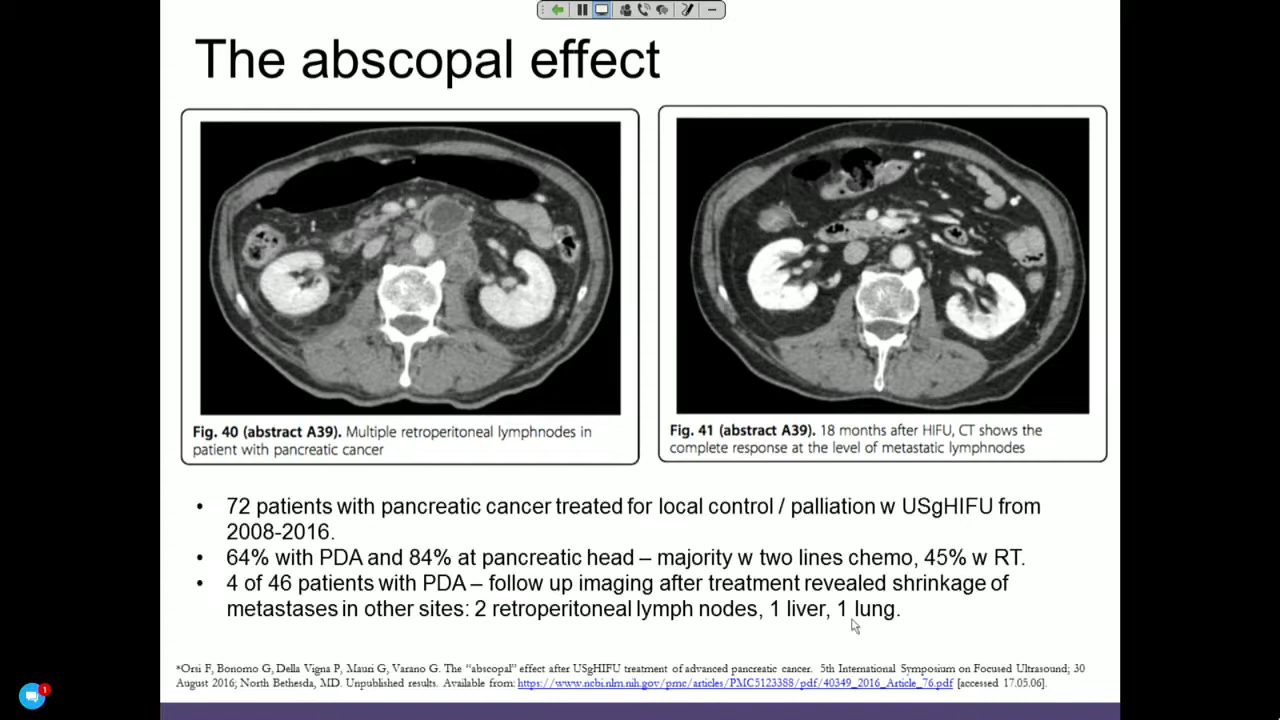 The abscopal effect
Fig. 40 (abstract A39). Multiple retroperitoneal lymphnodes in
patient with pancreatic cancer
Fig. 41 (abstract A39). 18 months after HIFU, CT shows the
complete response at the level of metastatic lymphnodes
• 72 patients with pancreatic cancer treated for local control / palliation w USgHIFU from
2008-2016.
• 64% with PDA and 84% at pancreatic head – majority w two lines chemo, 45% w RT.
• 4 of 46 patients with PDA – follow up imaging after treatment revealed shrinkage of
metastases in other sites: 2 retroperitoneal lymph nodes, 1 liver, 1 lung.
*Orsi F, Bonomo G, Della Vigna P, Mauri G, Varano G. The “abscopal” effect after USgHIFU treatment of advanced pancreatic cancer. 5th International Symposium on Focused Ultrasound; 30
August 2016; North Bethesda, MD. Unpublished results. Available from: https://www.ncbi.nlm.nih.gov/pmc/articles/PMC5123388/pdf/40349_2016_Article_76.pdf [accessed 17.05.06].
1